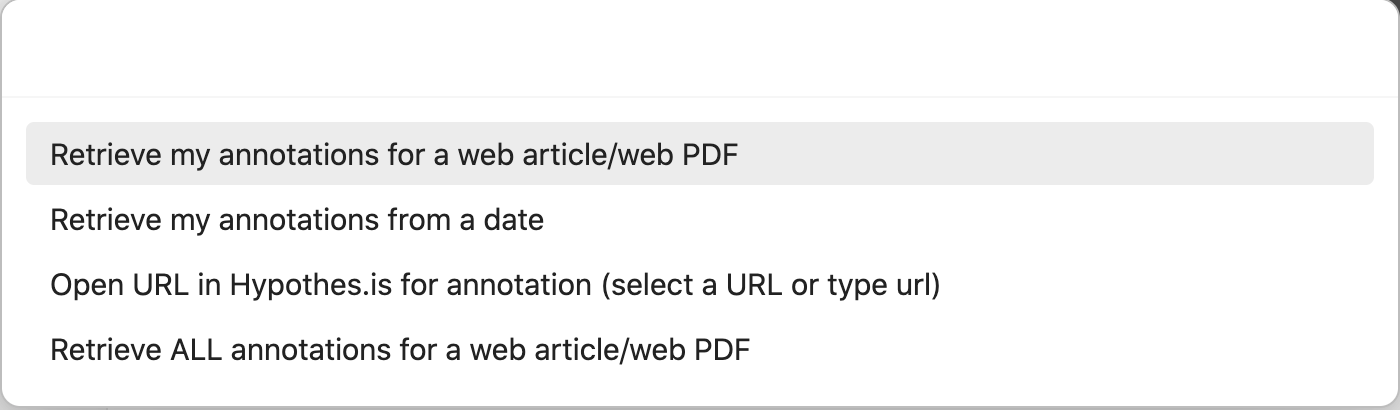 Retrieve my annotations for a web article/web PDF
Retrieve my annotations from a date
Open URL in Hypothes.is for annotation (select a URL or type url)
Retrieve ALL annotations for a web article/web PDF